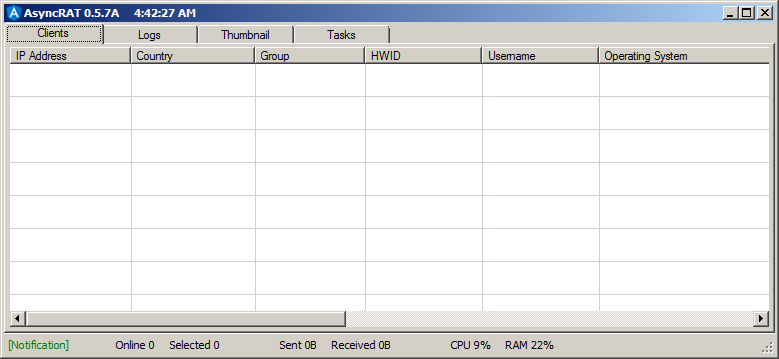 AsyncRAT 0.5.7A 4:42:27 AM
Clients Logs Thumbnail Tasks
IP Address Country Group HWID Username Operating System
[Notification] Online 0 Selected 0 Sent 0B Received 0B CPU 9% RAM 22%